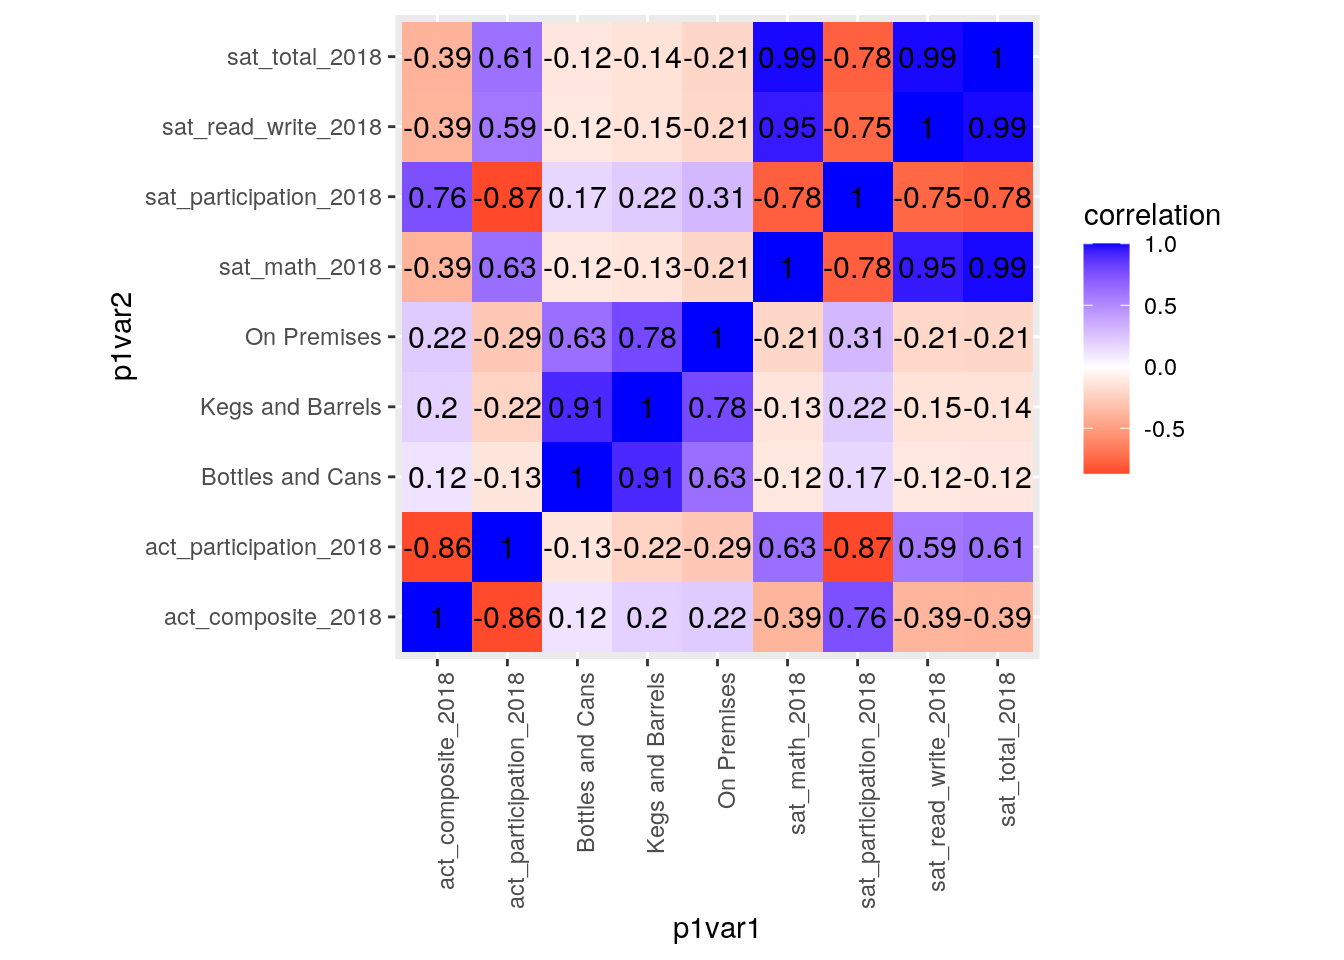 sat_total_2018 -0.39 0.61 -0.12 -0.14 -0.21 0.99 -0.78 0.99 1
sat_read_write_2018 -0.39 0.59 -0.12 -0.15 -0.21 0.95 -0.75 1 0.99
sat_participation_2018 0.76 -0.87 0.17 0.22 0.31 -0.78 1 -0.75 -0.78
sat_math_2018 -0.39 0.63 -0.12 -0.13 -0.21 1 -0.78 0.95 0.99
On Premises 0.22 -0.29 0.63 0.78 1 -0.21 0.31 -0.21 -0.21
Kegs and Barrels 0.2 -0.22 0.91 1 0.78 -0.13 0.22 -0.15 -0.14
Bottles and Cans 0.12 -0.13 1 0.91 0.63 -0.12 0.17 -0.12 -0.12
act_participation_2018 -0.86 1 -0.13 -0.22 -0.29 0.63 -0.87 0.59 0.61
act_composite_2018 1 -0.86 0.12 0.2 0.22 -0.39 0.76 -0.39 -0.39
p1var2
act_composite_2018
act_participation_2018
Bottles and Cans
Kegs and Barrels
On Premises
sat_math_2018
sat_participation_2018
sat_read_write_2018
sat_total_2018
p1var1
correlation
1.0
0.5
0.0
-0.5